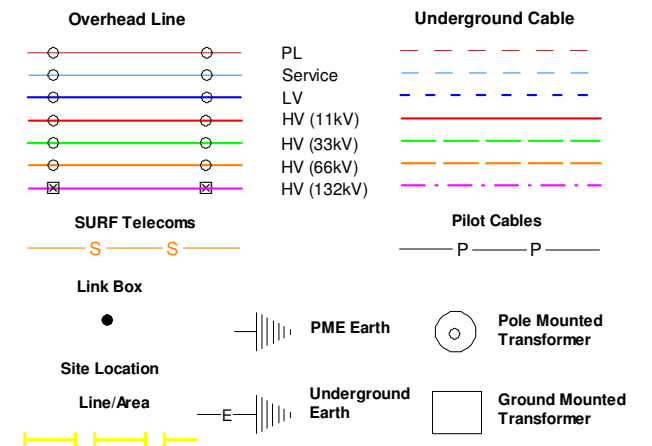 Overhead Line
Underground Cable
PL
Service
LV
HV (11kV)
HV (33kV)
HV (66kV)
HV (132kV)
SURF Telecoms
S S
Pilot Cables
P P
Link Box
PME Earth
Pole Mounted
Transformer
Site Location
Line/Area
E
Underground
Earth
Ground Mounted
Transformer